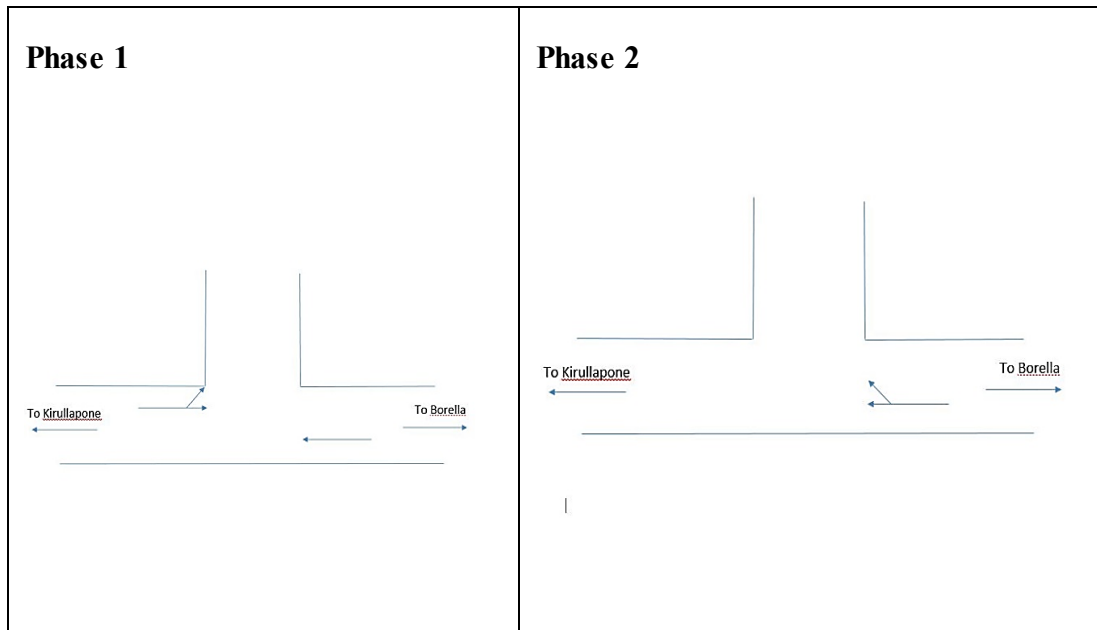 Phase 1
To Kirullapone
To Borella
Phase 2
To Kirullapone
To Borella